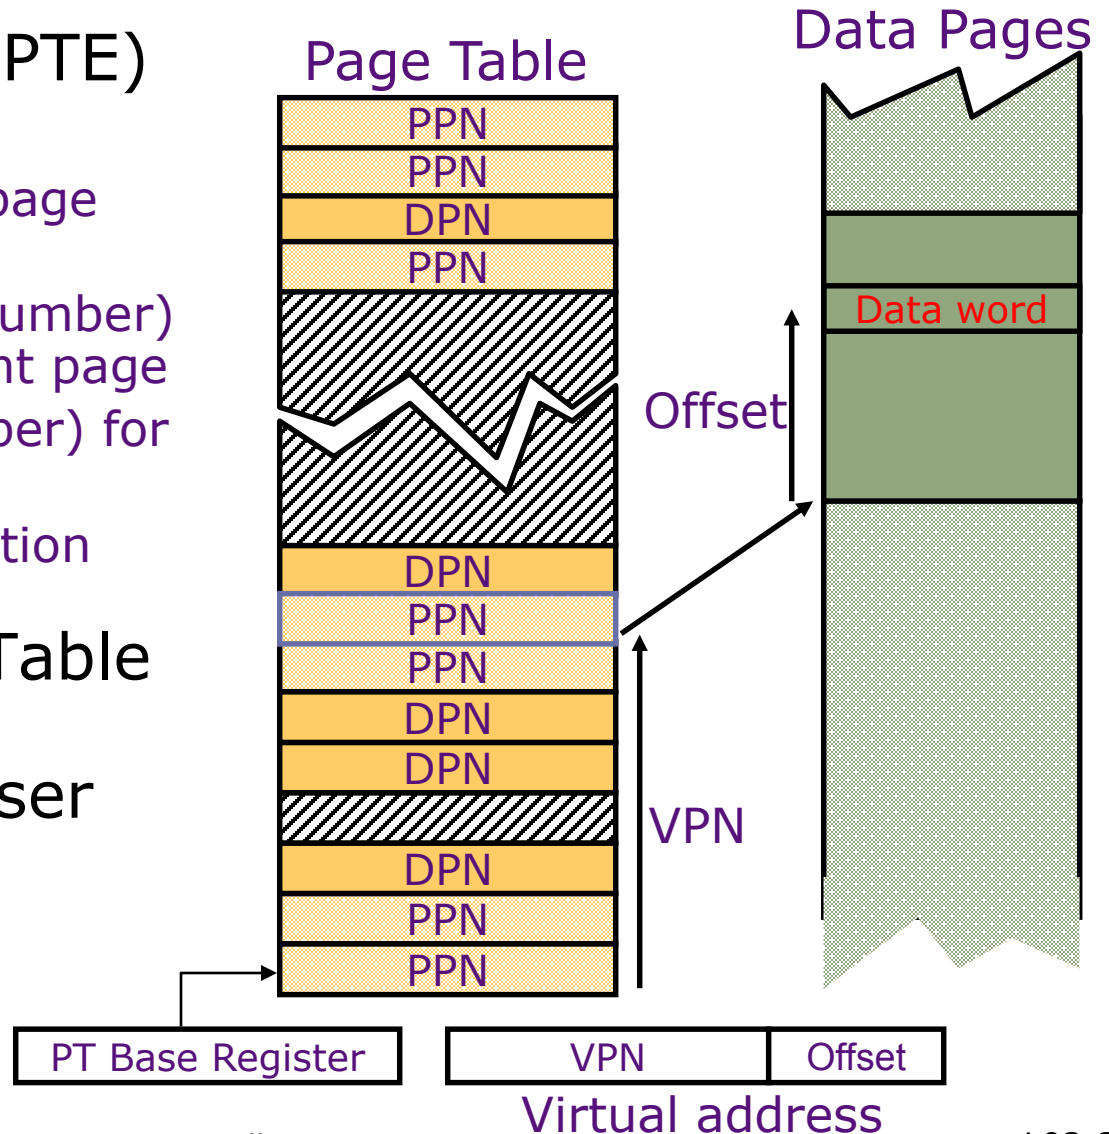 PTE)
page
umber)
nt page
ber) for
tion
Table
ser
Page Table
PPN
PPN
DPN
PPN
DPN
PPN
PPN
DPN
DPN
DPN
PPN
PPN
Data Pages
Data word
Offset
VPN
PT Base Register
VPN
Offset
Virtual address